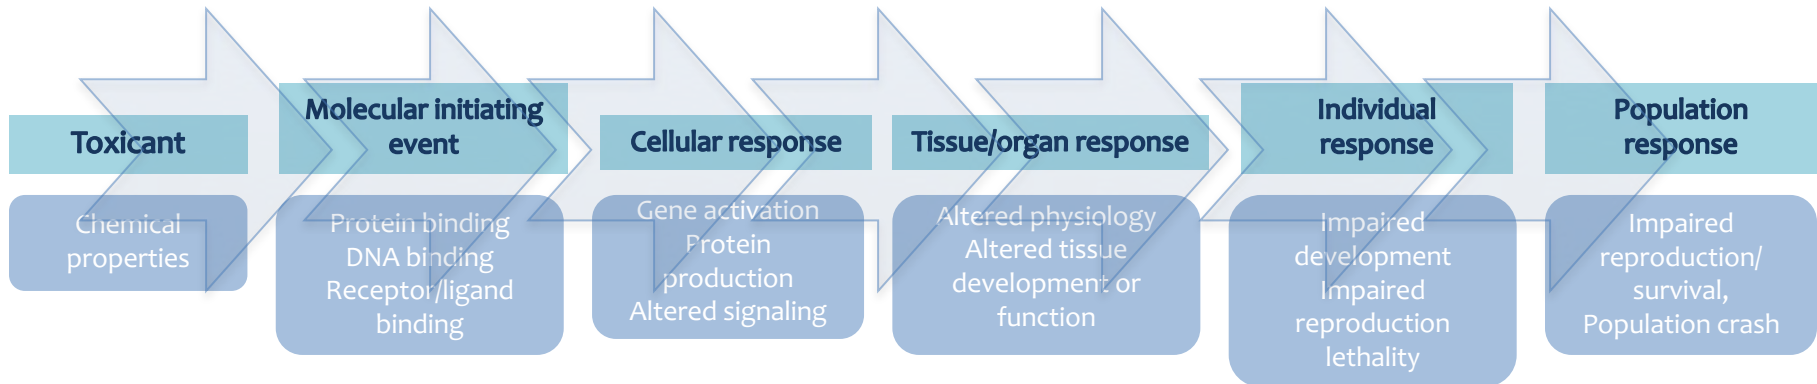 Toxicant
Chemical
properties
Molecular initiating
event
Protein binding
DNA binding
Receptor/ligand
binding
Cellular response
Gene activation
Protein
production
Altered signaling
Tissue/organ response
Altered physiology
Altered tissue
development or
function
Individual
response
Impaired
development
Impaired
reproduction
lethality
Population
response
Impaired
reproduction/
survival,
Population crash